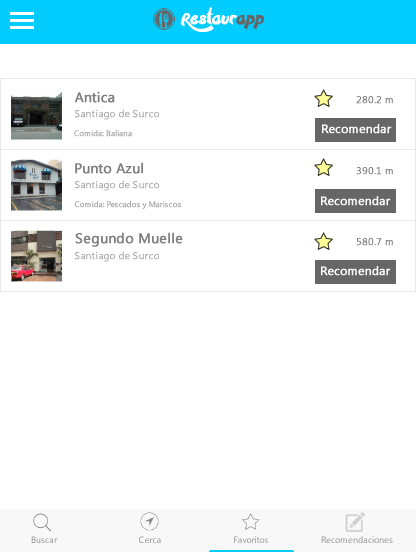 Restaurapp
Antica
280.2 m
Santiago de Surco
Comida: Italiana
Recomendar
Punto Azul
390.1 m
Santiago de Surco
Comida: Pescados y Mariscos
Recomendar
Segundo Muelle
580.7 m
Santiago de Surco
Recomendar
Buscar
Cerca
Favoritos
Recomendaciones